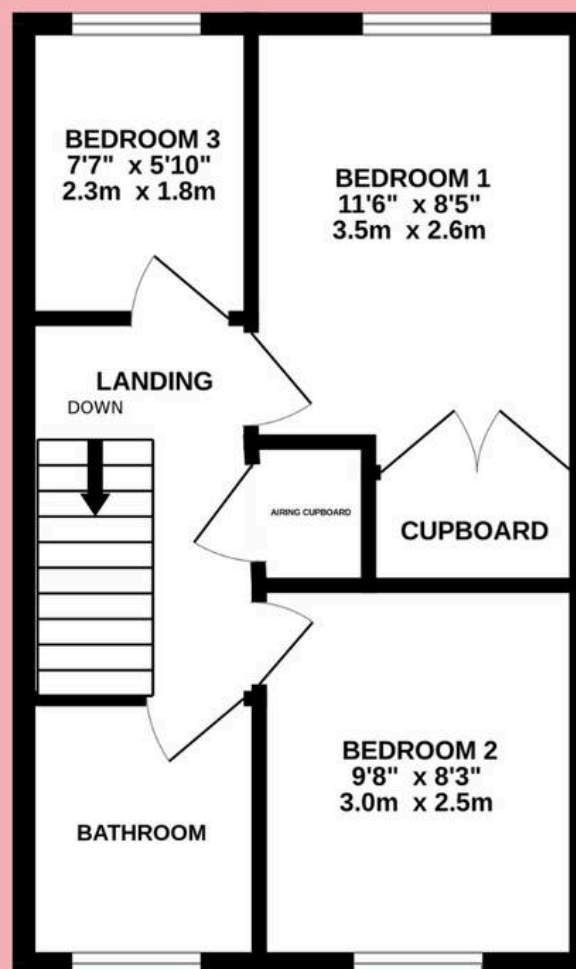 BEDROOM 3
7'7" x 5'10"
2.3m x 1.8m
BEDROOM 1
11'6" x 8'5"
3.5m x 2.6m
LANDING
DOWN
AIRING CUPBOARD
CUPBOARD
BEDROOM 2
9'8" x 8'3"
3.0m x 2.5m
BATHROOM